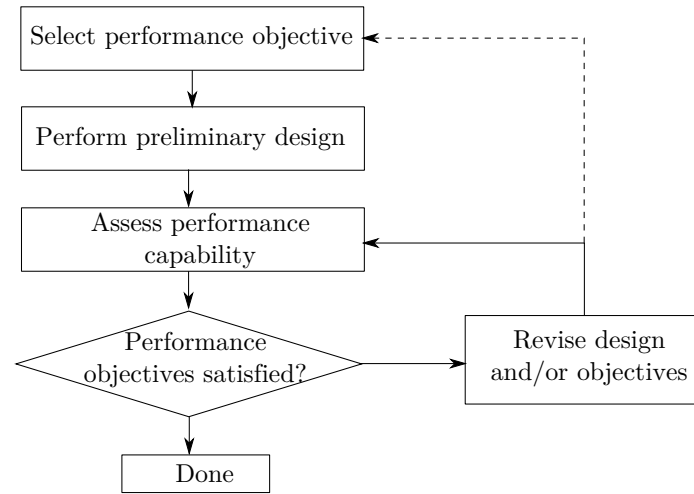 Select performance objective
Perform preliminary design
Assess performance
capability
Performance
objectives satisfied?
Revise design
and/or objectives
Done